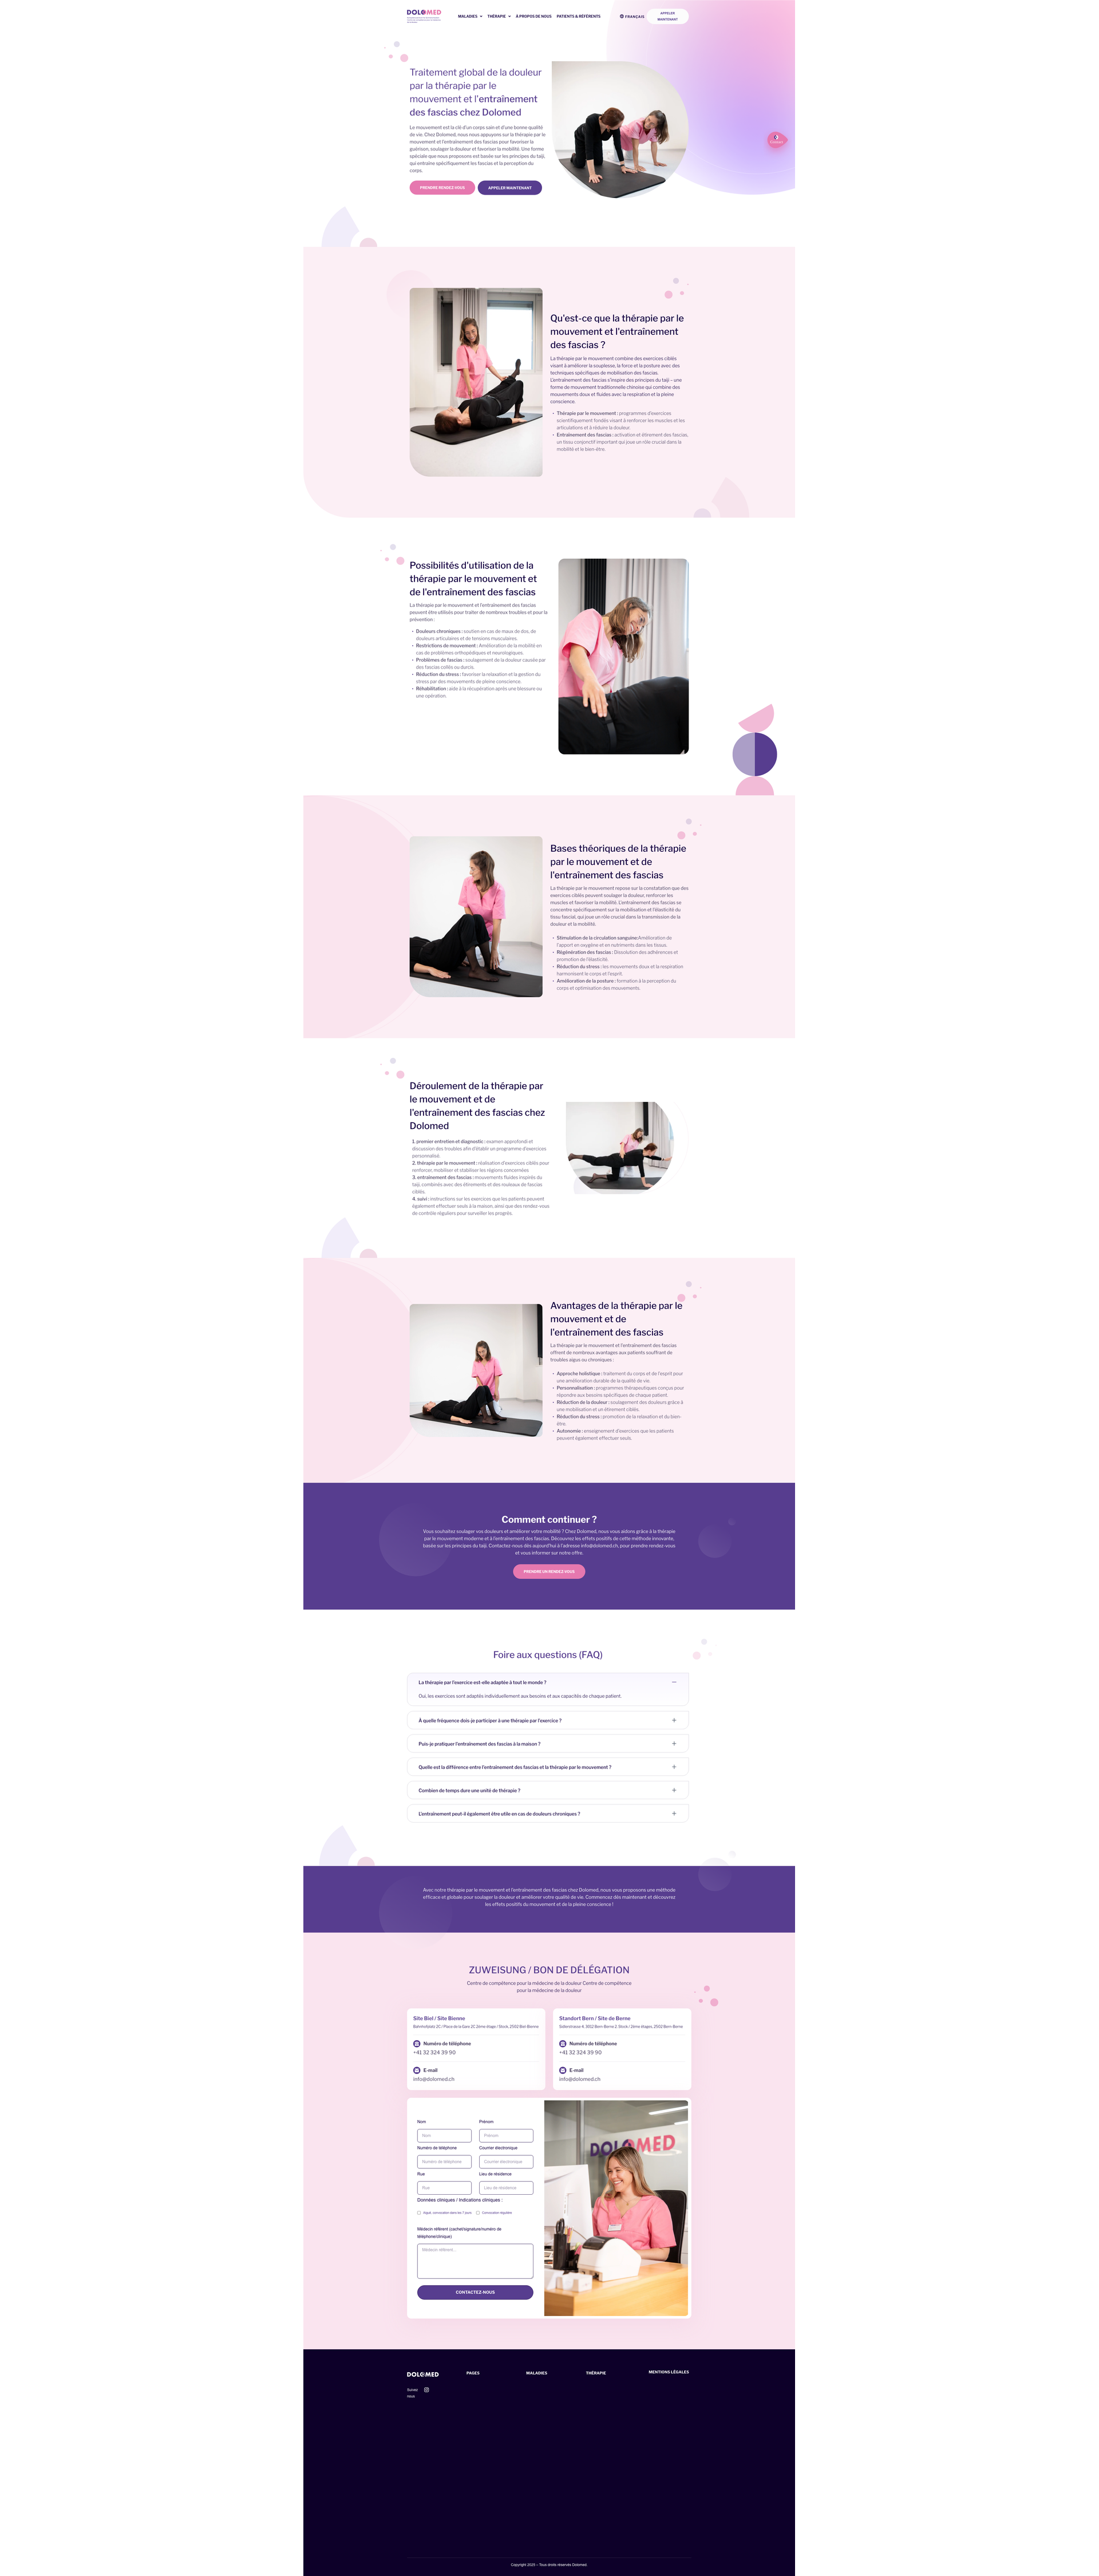 DOLOMED
MALADIES
THÉRAPIE
À PROPOS DE NOUS
PATIENTS & RÉFÉRENTS
FRANÇAIS
APPELER
MAINTENANT
Traitement global de la douleur
par la thérapie par le
mouvement et l'entraînement
des fascias chez Dolomed
Le mouvement est la clé d'un corps sain et d'une bonne qualité
de vie. Chez Dolomed, nous nous appuyons sur la thérapie par le
mouvement et l'entraînement des fascias pour favoriser la
guérison, soulager la douleur et favoriser la mobilité. Une forme
spéciale que nous proposons est basée sur les principes du taiji,
qui entraîne spécifiquement les fascias et la perception du
corps.
PRENDRE RENDEZ-VOUS
APPELER MAINTENANT
Qu'est-ce que la thérapie par le
mouvement et l'entraînement
des fascias ?
La thérapie par le mouvement combine des exercices ciblés
visant à améliorer la souplesse, la force et la posture avec des
techniques spécifiques de mobilisation des fascias.
L'entraînement des fascias s'inspire des principes du taiji – une
forme de mouvement traditionnelle chinoise qui combine des
mouvements doux et fluides avec la respiration et la pleine
conscience.
• Thérapie par le mouvement : programmes d'exercices
scientifiquement fondés visant à renforcer les muscles et les
articulations et à réduire la douleur.
• Entraînement des fascias : activation et étirement des fascias,
un tissu conjonctif important qui joue un rôle crucial dans la
mobilité et le bien-être.
Possibilités d'utilisation de la
thérapie par le mouvement et
de l'entraînement des fascias
La thérapie par le mouvement et l'entraînement des fascias
peuvent être utilisés pour traiter de nombreux troubles et pour la
prévention :
• Douleurs chroniques : soutien en cas de maux de dos, de
douleurs articulaires et de tensions musculaires.
• Restrictions de mouvement : Amélioration de la mobilité en
cas de problèmes orthopédiques et neurologiques.
• Problèmes de fascias : soulagement de la douleur causée par
des fascias collés ou durcis.
• Réduction du stress : favoriser la relaxation et la gestion du
stress par des mouvements de pleine conscience.
• Réhabilitation : aide à la récupération après une blessure ou
une opération.
Bases théoriques de la thérapie
par le mouvement et de
l'entraînement des fascias
La thérapie par le mouvement repose sur la constatation que des
exercices ciblés peuvent soulager la douleur, renforcer les
muscles et favoriser la mobilité. L'entraînement des fascias se
concentre spécifiquement sur la mobilisation et l'élasticité du
tissu fascial, qui joue un rôle crucial dans la transmission de la
douleur et la mobilité.
• Stimulation de la circulation sanguine:Amélioration de
l'apport en oxygène et en nutriments dans les tissus.
• Régénération des fascias : Dissolution des adhérences et
promotion de l'élasticité.
• Réduction du stress : les mouvements doux et la respiration
harmonisent le corps et l'esprit.
• Amélioration de la posture : formation à la perception du
corps et optimisation des mouvements.
Déroulement de la thérapie par
le mouvement et de
l'entraînement des fascias chez
Dolomed
1. premier entretien et diagnostic : examen approfondi et
discussion des troubles afin d'établir un programme d'exercices
personnalisé.
2. thérapie par le mouvement : réalisation d'exercices ciblés pour
renforcer, mobiliser et stabiliser les régions concernées
3. entraînement des fascias : mouvements fluides inspirés du
taiji, combinés avec des étirements et des rouleaux de fascias
ciblés.
4. suivi : instructions sur les exercices que les patients peuvent
également effectuer seuls à la maison, ainsi que des rendez-vous
de contrôle réguliers pour surveiller les progrès.
Avantages de la thérapie par le
mouvement et de
l'entraînement des fascias
La thérapie par le mouvement et l'entraînement des fascias
offrent de nombreux avantages aux patients souffrant de
troubles aigus ou chroniques :
• Approche holistique : traitement du corps et de l'esprit pour
une amélioration durable de la qualité de vie.
• Personnalisation : programmes thérapeutiques conçus pour
répondre aux besoins spécifiques de chaque patient.
• Réduction de la douleur : soulagement des douleurs grâce à
une mobilisation et un étirement ciblés.
• Réduction du stress : promotion de la relaxation et du bien-
être.
• Autonomie : enseignement d'exercices que les patients
peuvent également effectuer seuls.
Comment continuer ?
Vous souhaitez soulager vos douleurs et améliorer votre mobilité ? Chez Dolomed, nous vous aidons grâce à la thérapie
par le mouvement moderne et à l'entraînement des fascias. Découvrez les effets positifs de cette méthode innovante,
basée sur les principes du taiji. Contactez-nous dès aujourd'hui à l'adresse info@dolomed.ch, pour prendre rendez-vous
et vous informer sur notre offre.
PRENDRE UN RENDEZ-VOUS
Foire aux questions (FAQ)
La thérapie par l'exercice est-elle adaptée à tout le monde ?
Oui, les exercices sont adaptés individuellement aux besoins et aux capacités de chaque patient.
À quelle fréquence dois-je participer à une thérapie par l'exercice ?
Puis-je pratiquer l'entraînement des fascias à la maison ?
Quelle est la différence entre l'entraînement des fascias et la thérapie par le mouvement ?
Combien de temps dure une unité de thérapie ?
L'entraînement peut-il également être utile en cas de douleurs chroniques ?
Avec notre thérapie par le mouvement et l'entraînement des fascias chez Dolomed, nous vous proposons une méthode
efficace et globale pour soulager la douleur et améliorer votre qualité de vie. Commencez dès maintenant et découvrez
les effets positifs du mouvement et de la pleine conscience !
ZUWEISUNG / BON DE DÉLÉGATION
Centre de compétence pour la médecine de la douleur Centre de compétence
pour la médecine de la douleur
Site Biel / Site Bienne
Numéro de téléphone
+41 32 324 39 90
E-mail
info@dolomed.ch
Standort Bern / Site de Berne
Numéro de téléphone
+41 32 324 39 90
E-mail
info@dolomed.ch
Nom
Prénom
Nom
Prénom
Numéro de téléphone
Courrier électronique
Numéro de téléphone
Courrier électronique
Rue
Lieu de résidence
Rue
Lieu de résidence
Données cliniques / Indications cliniques :
Médecin référent (cachet/signature/numéro de
téléphone/clinique)
Médecin référent...
CONTACTEZ-NOUS
DOLOMED
DOLOMED
PAGES
MALADIES
THÉRAPIE
MENTIONS LÉGALES
Suivez
nous
Copyright 2025 – Tous droits réservés Dolomed.